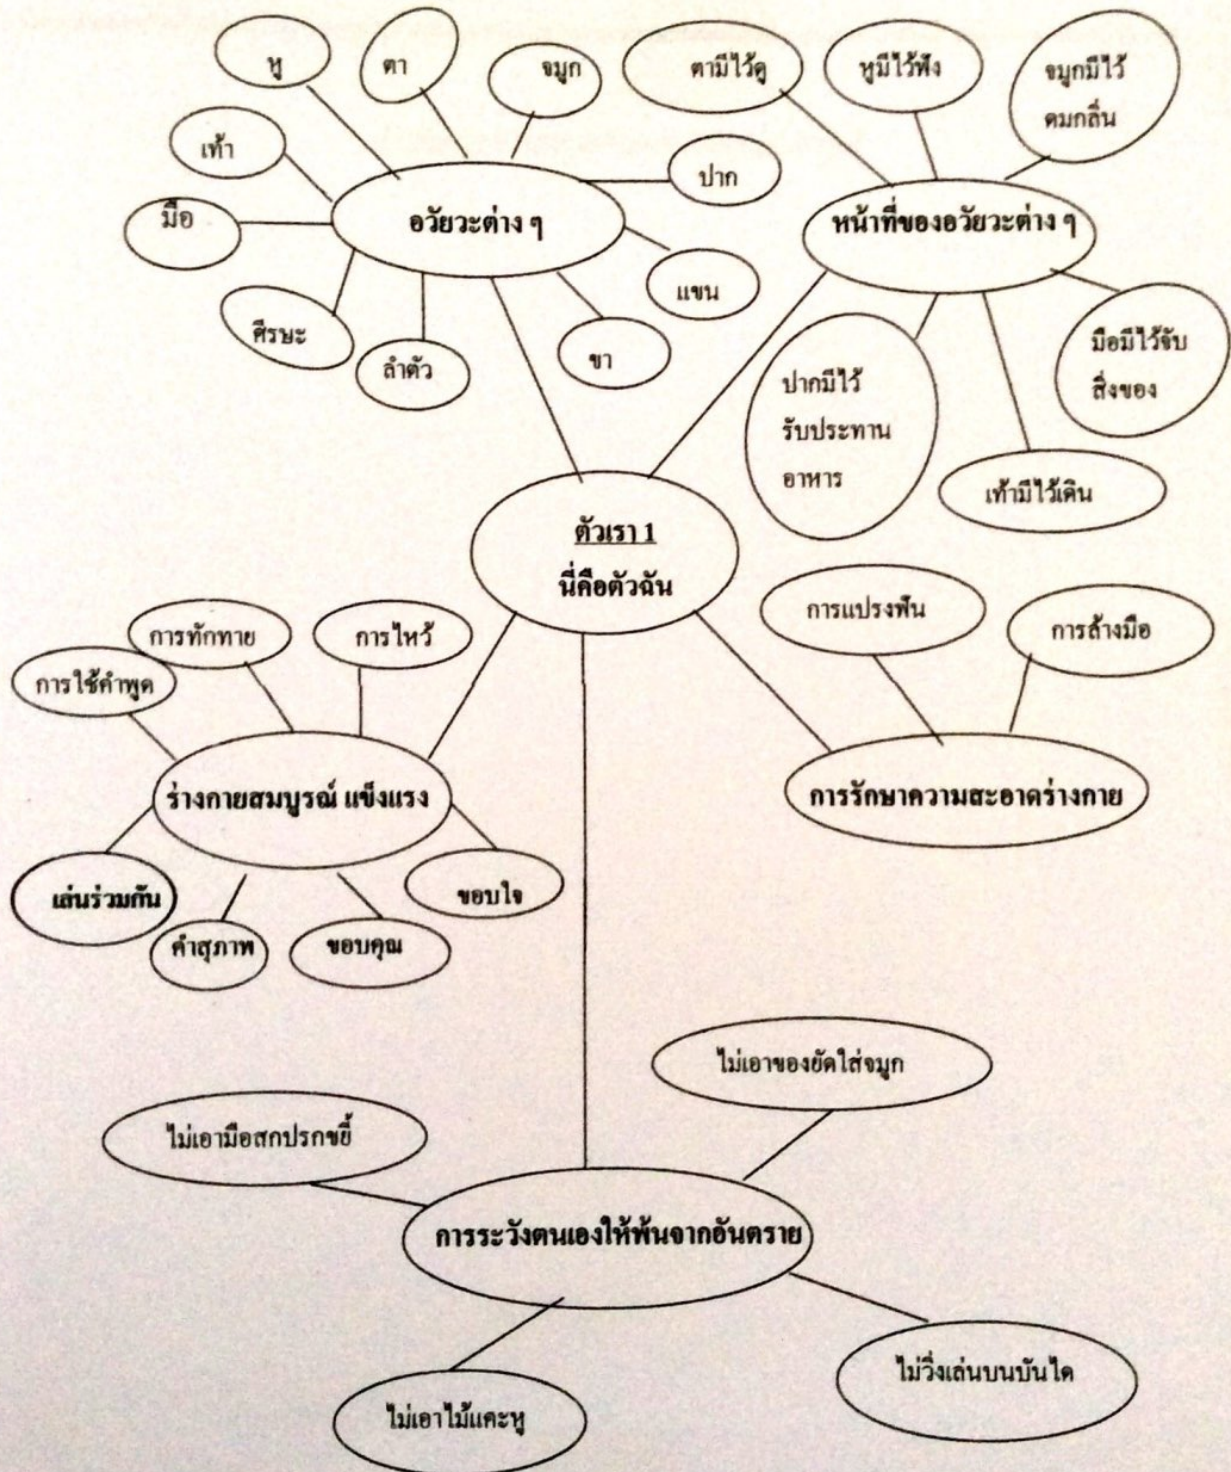 หู
ตา
จมูก
ตามีไว้ดู
หูมีไว้ฟัง
จมูกมีไว้
ดมกลิ่น
เท้า
ปาก
มือ
อวัยวะต่าง ๆ
หน้าที่ของอวัยวะต่าง ๆ
แขน
ศีรษะ
ลำตัว
ขา
มือมีไว้จับ
สิ่งของ
ปากมีไว้
รับประทาน
อาหาร
เท้ามีไว้เดิน
ตัวเรา 1
นี่คือตัวฉัน
การทักทาย
การไหว้
การใช้คำพูด
การแปรงฟัน
การล้างมือ
ร่างกายสมบูรณ์ แข็งแรง
การรักษาความสะอาดร่างกาย
เล่นร่วมกัน
คำสุภาพ
ขอบคุณ
ขอบใจ
ไม่เอาของยัดใส่จมูก
ไม่เอามือสกปรกขยี้
การระวังตนเองให้พ้นจากอันตราย
ไม่วิ่งเล่นบนบันได
ไม่เอาไม้แคะหู